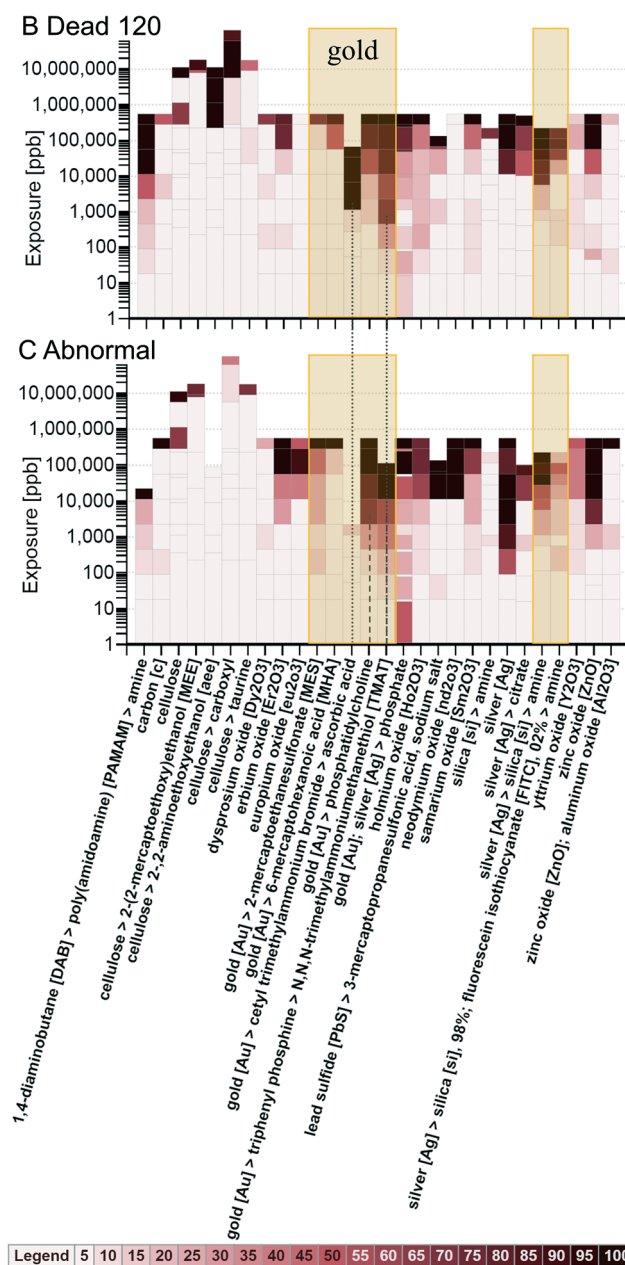 B Dead 120
gold
Exposure [ppb]
10,000,000
1,000,000
100,000
10,000
1,000
100
10
1
C Abnormal
Exposure [ppb]
10,000,000
1,000,000
100,000
10,000
1,000
100
10
1
1,4-diaminobutane [DAB] > poly(amidoamine) [PAMAM] > amine
carbon [c]
cellulose
cellulose > 2-(2-mercaptoethoxy)ethanol [MEE]
cellulose > 2-,2-aminoethoxyethanol [aee]
cellulose > carboxyl
cellulose > taurine
dysprosium oxide [Dy2O3]
erbium oxide [Er2O3]
europium oxide [eu2o3]
gold [Au] > 2-mercaptoethanesulfonate [MES]
gold [Au] > 6-mercaptohexanoic acid [MHA]
gold [Au] > cetyl trimethylammonium bromide > ascorbic acid
gold [Au] > phosphatidylcholine
gold [Au] > triphenyl phosphine > N,N,N-trimethylammoniumethanethiol [TMAT]
gold [Au]; silver [Ag] > phosphate
holmium oxide [Ho2O3]
lead sulfide [PbS] > 3-mercaptopropanesulfonic acid, sodium salt
neodymium oxide [nd2o3]
samarium oxide [Sm2O3]
silica [si] > amine
silver [Ag]
silver [Ag] > citrate
silver [Ag] > silica [si] > amine
silver [Ag] > silica [si], 98%; fluorescein isothiocyanate [FITC], 02% > amine
yttrium oxide [Y2O3]
zinc oxide [ZnO]
zinc oxide [ZnO]; aluminum oxide [Al2O3]
Legend 5 10 15 20 25 30 35 40 45 50 55 60 65 70 75 80 85 90 95 100